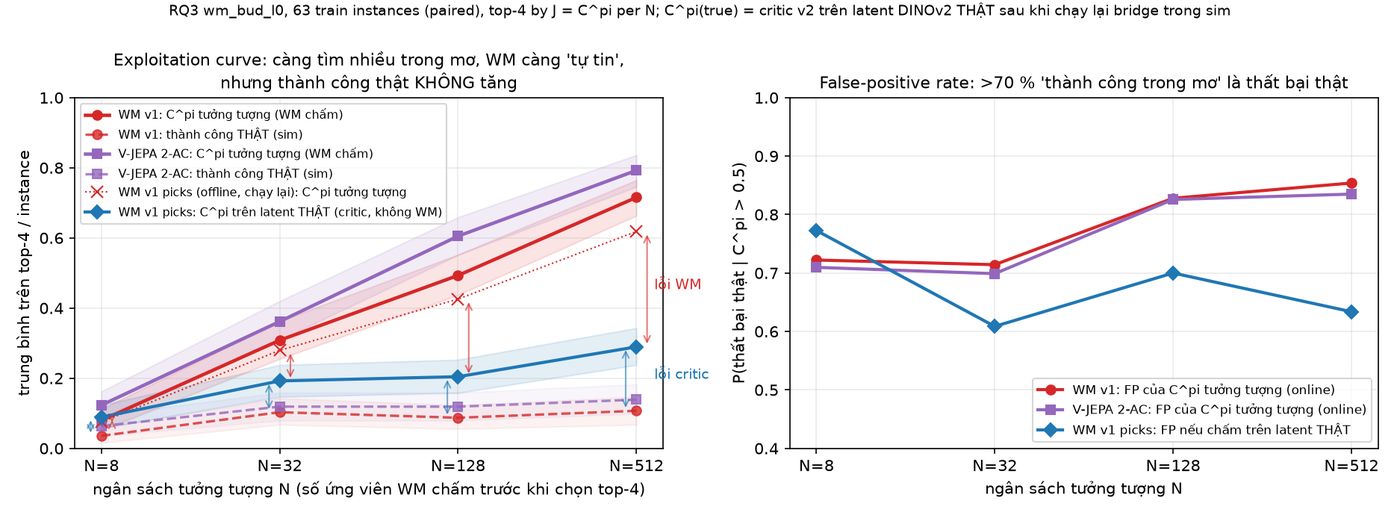 RQ3 wm_bud_l0, 63 train instances (paired), top-4 by J = C^pi per N; C^pi(true) = critic v2 trên latent DINOv2 THẬT sau khi chạy lại bridge trong sim
Exploitation curve: càng tìm nhiều trong mơ, WM càng 'tự tin',
nhưng thành công thật KHÔNG tăng
trung bình trên top-4 / instance
1.0
0.8
0.6
0.4
0.2
0.0
WM v1: C^pi tưởng tượng (WM chấm)
WM v1: thành công THẬT (sim)
V-JEPA 2-AC: C^pi tưởng tượng (WM chấm)
V-JEPA 2-AC: thành công THẬT (sim)
WM v1 picks (offline, chạy lại): C^pi tưởng tượng
WM v1 picks: C^pi trên latent THẬT (critic, không WM)
lỗi WM
lỗi critic
N=8
N=32
N=128
N=512
ngân sách tưởng tượng N (số ứng viên WM chấm trước khi chọn top-4)
False-positive rate: >70 % 'thành công trong mơ' là thất bại thật
P(thất bại thật | C^pi > 0.5)
1.0
0.9
0.8
0.7
0.6
0.5
0.4
WM v1: FP của C^pi tưởng tượng (online)
V-JEPA 2-AC: FP của C^pi tưởng tượng (online)
WM v1 picks: FP nếu chấm trên latent THẬT
N=8
N=32
N=128
N=512
ngân sách tưởng tượng N